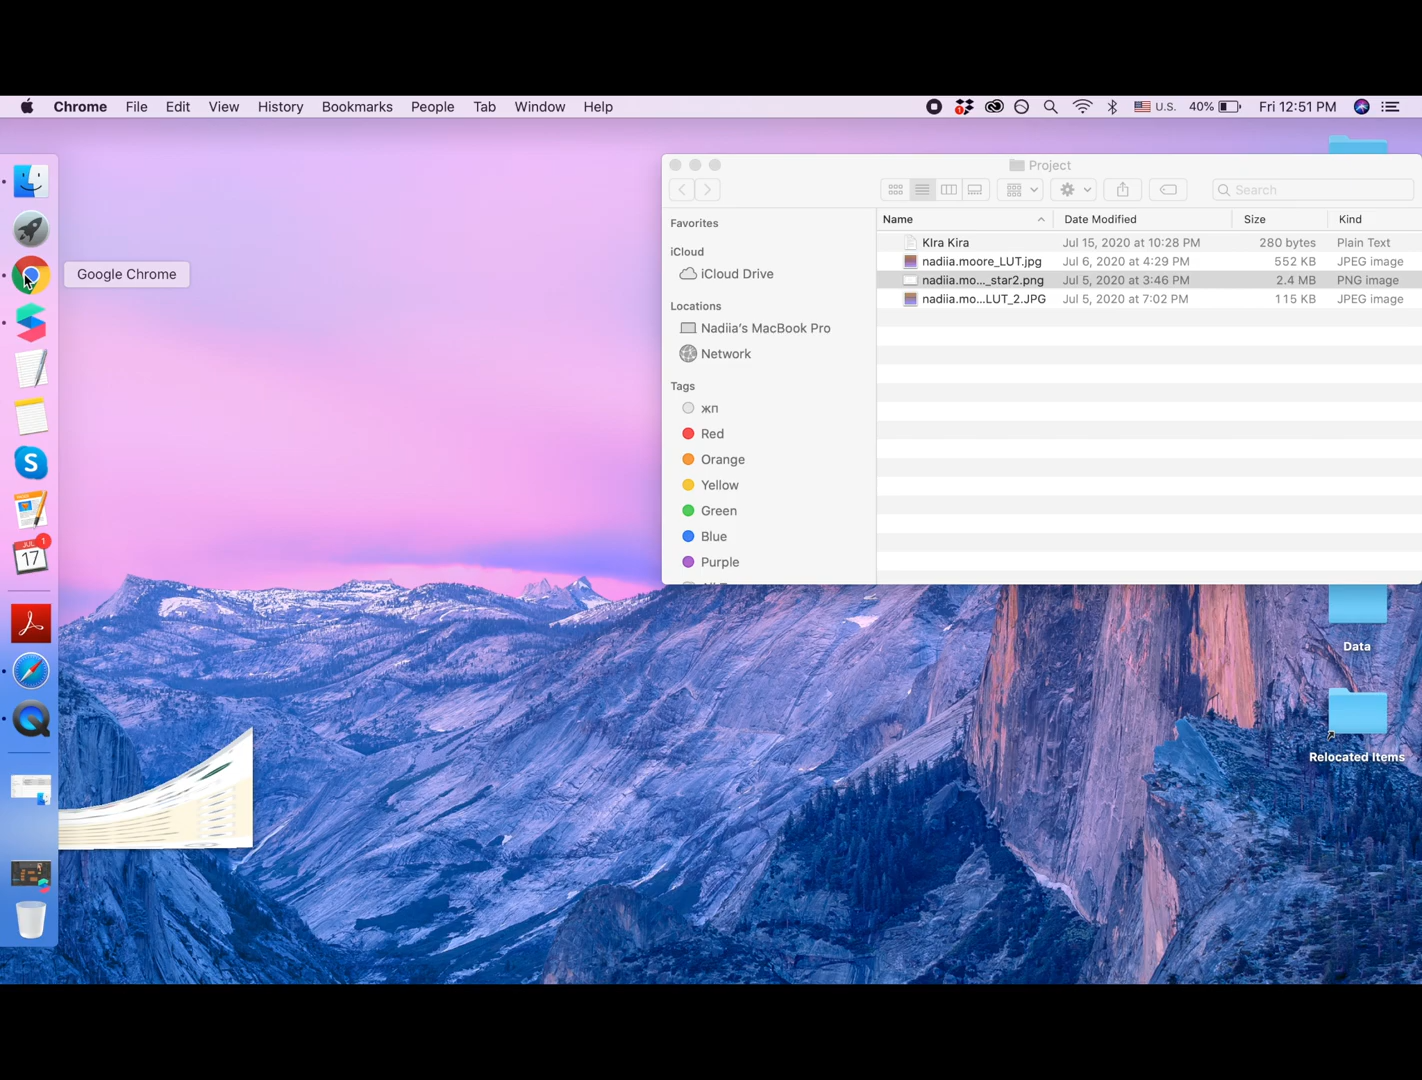 Chrome File Edit View History Bookmarks People Tab Window Help U.S. 40% Fri 12:51 PM
Project
Search
Favorites
iCloud
iCloud Drive
Locations
Nadiia's MacBook Pro
Network
Tags
жп
Red
Orange
Yellow
Green
Blue
Purple
Name Date Modified Size Kind
KIra Kira Jul 15, 2020 at 10:28 PM 280 bytes Plain Text
nadiia.moore_LUT.jpg Jul 6, 2020 at 4:29 PM 552 KB JPEG image
nadiia.mo..._star2.png Jul 5, 2020 at 3:46 PM 2.4 MB PNG image
nadiia.mo...LUT_2.JPG Jul 5, 2020 at 7:02 PM 115 KB JPEG image
Google Chrome
S
JUL 1
17
Data
Relocated Items